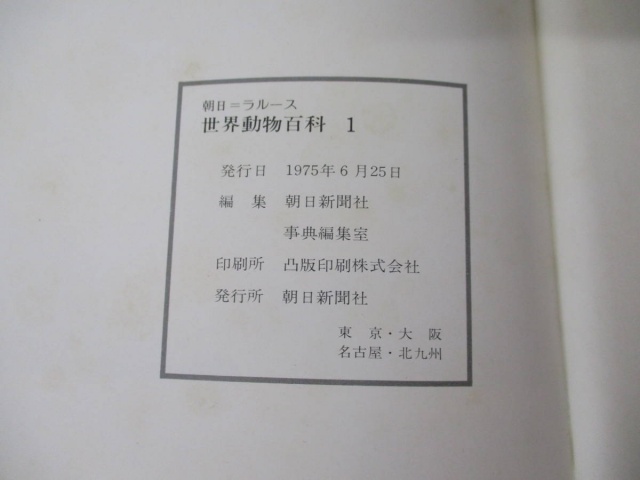 朝日=ラルース
世界動物百科 1
発行日 1975年6月25日
編集 朝日新聞社
事典編集室
印刷所 凸版印刷株式会社
発行所 朝日新聞社
東京・大阪
名古屋・北九州